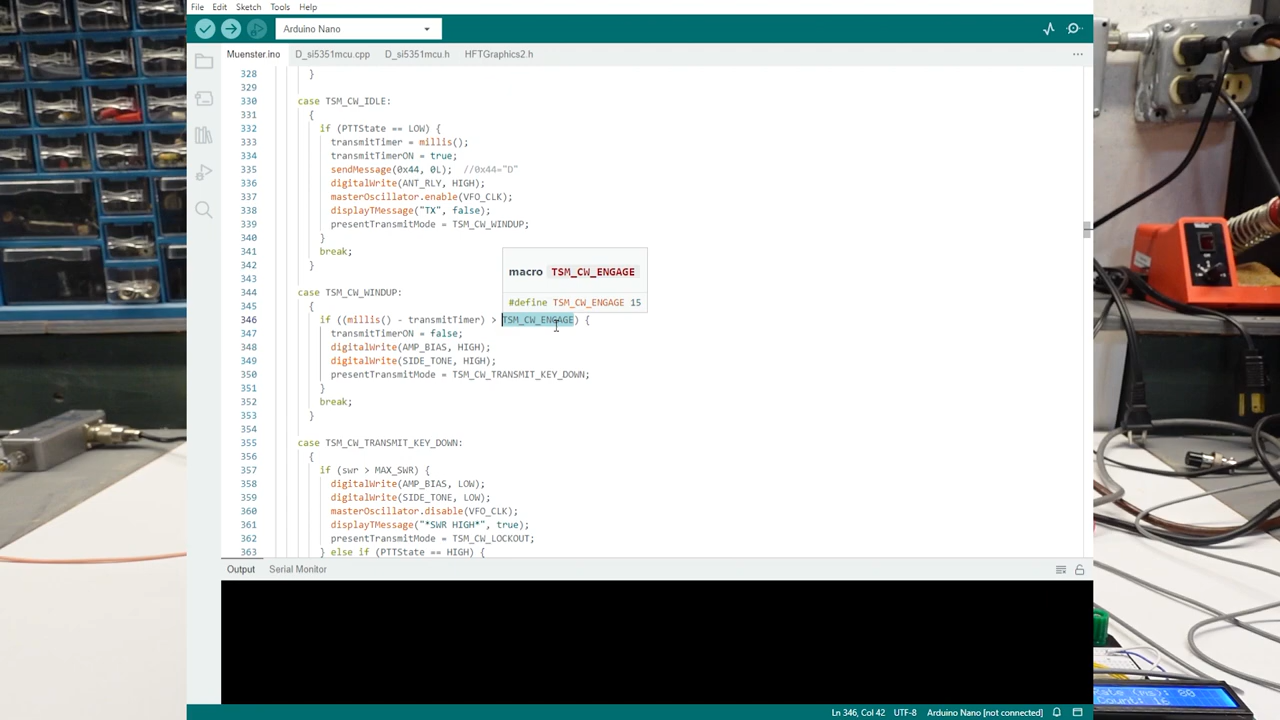 File Edit Sketch Tools Help
Arduino Nano
Muenster.ino D_si5351mcu.cpp D_si5351mcu.h HFTGraphics2.h
328 }
329
330 case TSM_CW_IDLE:
331 {
332 if (PTTState == LOW) {
333 transmitTimer = millis();
334 transmitTimerON = true;
335 sendMessage(0x44, 0L); //0x44="D"
336 digitalWrite(ANT_RLY, HIGH);
337 masterOscillator.enable(VFO_CLK);
338 displayTMessage("TX", false);
339 presentTransmitMode = TSM_CW_WINDUP;
340 }
341 break;
342 }
343
macro TSM_CW_ENGAGE
#define TSM_CW_ENGAGE 15
344 case TSM_CW_WINDUP:
345 {
346 if ((millis() - transmitTimer) > TSM_CW_ENGAGE) {
347 transmitTimerON = false;
348 digitalWrite(AMP_BIAS, HIGH);
349 digitalWrite(SIDE_TONE, HIGH);
350 presentTransmitMode = TSM_CW_TRANSMIT_KEY_DOWN;
351 }
352 break;
353 }
354
355 case TSM_CW_TRANSMIT_KEY_DOWN:
356 {
357 if (swr > MAX_SWR) {
358 digitalWrite(AMP_BIAS, LOW);
359 digitalWrite(SIDE_TONE, LOW);
360 masterOscillator.disable(VFO_CLK);
361 displayTMessage("*SWR HIGH*", true);
362 presentTransmitMode = TSM_CW_LOCKOUT;
363 } else if (PTTState == HIGH) {
Output Serial Monitor
Rate (ms): 80
Count: 16
Ln 346, Col 42 UTF-8 Arduino Nano [not connected]